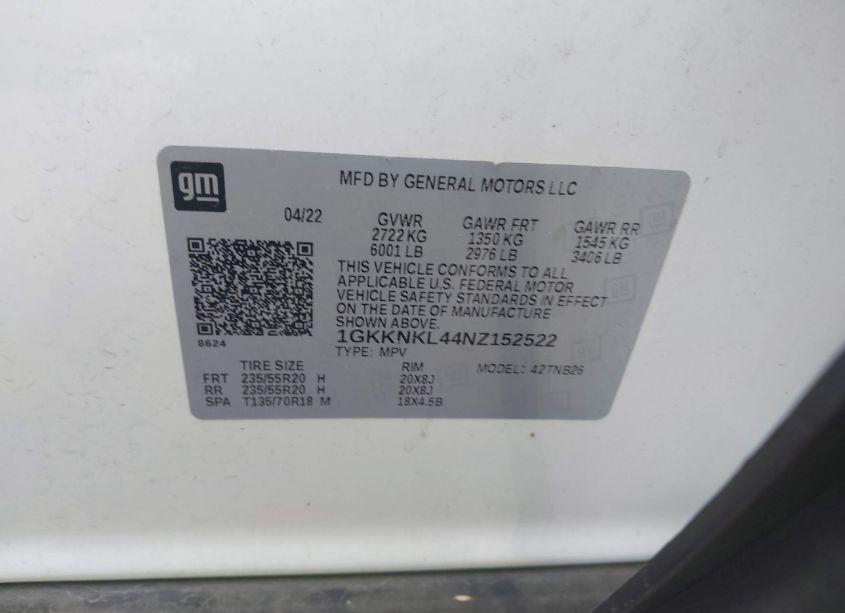 gm
MFD BY GENERAL MOTORS LLC
04/22
GVWR GAWR FRT GAWR RR
2722 KG 1350 KG 1545 KG
6001 LB 2976 LB 3406 LB
THIS VEHICLE CONFORMS TO ALL
APPLICABLE U.S. FEDERAL MOTOR
VEHICLE SAFETY STANDARDS IN EFFECT
ON THE DATE OF MANUFACTURE
SHOWN ABOVE.
8624
1GKKNKL44NZ152522
TYPE: MPV
TIRE SIZE RIM MODEL: 42TNB26
FRT 235/55R20 H 20X8J
RR 235/55R20 H 20X8J
SPA T135/70R18 M 18X4.5B